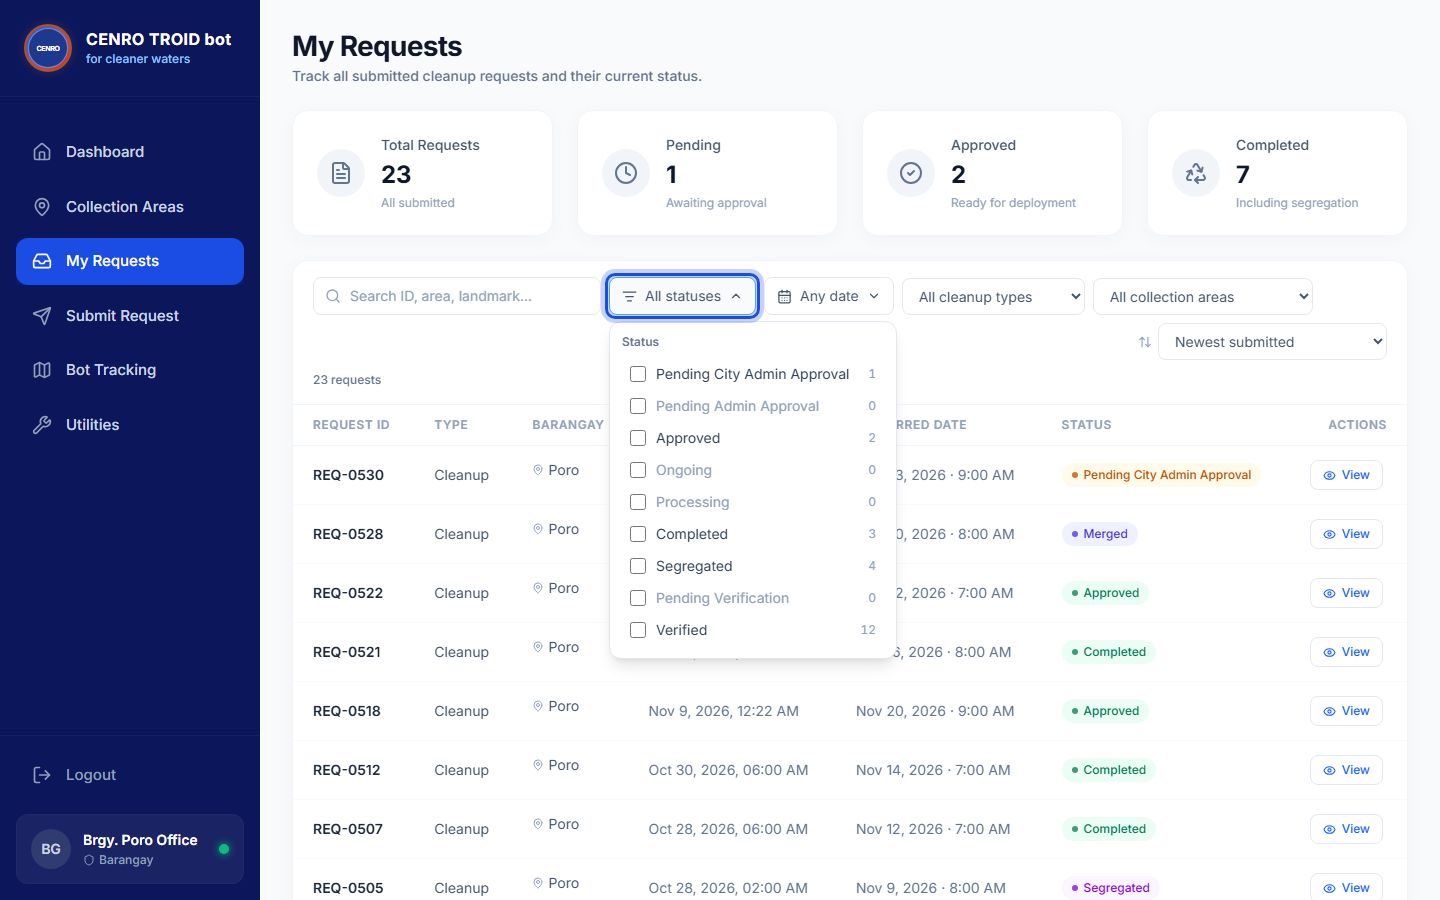 CENRO
CENRO TROID bot
for cleaner waters
Dashboard
Collection Areas
My Requests
Submit Request
Bot Tracking
Utilities
Logout
BG
Brgy. Poro Office
Barangay
My Requests
Track all submitted cleanup requests and their current status.
Total Requests
23
All submitted
Pending
1
Awaiting approval
Approved
2
Ready for deployment
Completed
7
Including segregation
Search ID, area, landmark...
All statuses
Any date
All cleanup types
All collection areas
Newest submitted
23 requests
Status
Pending City Admin Approval 1
Pending Admin Approval 0
Approved 2
Ongoing 0
Processing 0
Completed 3
Segregated 4
Pending Verification 0
Verified 12
REQUEST ID TYPE BARANGAY RRED DATE STATUS ACTIONS
REQ-0530 Cleanup Poro 3, 2026 · 9:00 AM Pending City Admin Approval View
REQ-0528 Cleanup Poro 0, 2026 · 8:00 AM Merged View
REQ-0522 Cleanup Poro 2, 2026 · 7:00 AM Approved View
REQ-0521 Cleanup Poro 6, 2026 · 8:00 AM Completed View
REQ-0518 Cleanup Poro Nov 9, 2026, 12:22 AM Nov 20, 2026 · 9:00 AM Approved View
REQ-0512 Cleanup Poro Oct 30, 2026, 06:00 AM Nov 14, 2026 · 7:00 AM Completed View
REQ-0507 Cleanup Poro Oct 28, 2026, 06:00 AM Nov 12, 2026 · 7:00 AM Completed View
REQ-0505 Cleanup Poro Oct 28, 2026, 02:00 AM Nov 9, 2026 · 8:00 AM Segregated View